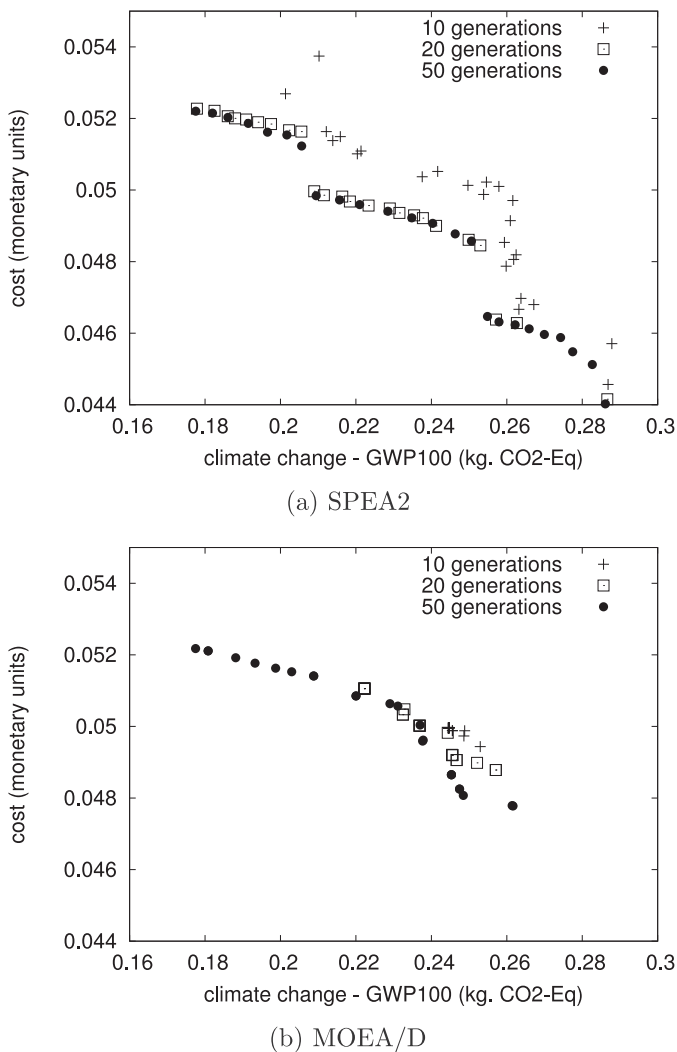 10 generations
20 generations
50 generations
0.054
0.052
0.05
0.048
0.046
0.044
cost (monetary units)
0.16 0.18 0.2 0.22 0.24 0.26 0.28 0.3
climate change - GWP100 (kg. CO2-Eq)
(a) SPEA2
10 generations
20 generations
50 generations
0.054
0.052
0.05
0.048
0.046
0.044
cost (monetary units)
0.16 0.18 0.2 0.22 0.24 0.26 0.28 0.3
climate change - GWP100 (kg. CO2-Eq)
(b) MOEA/D